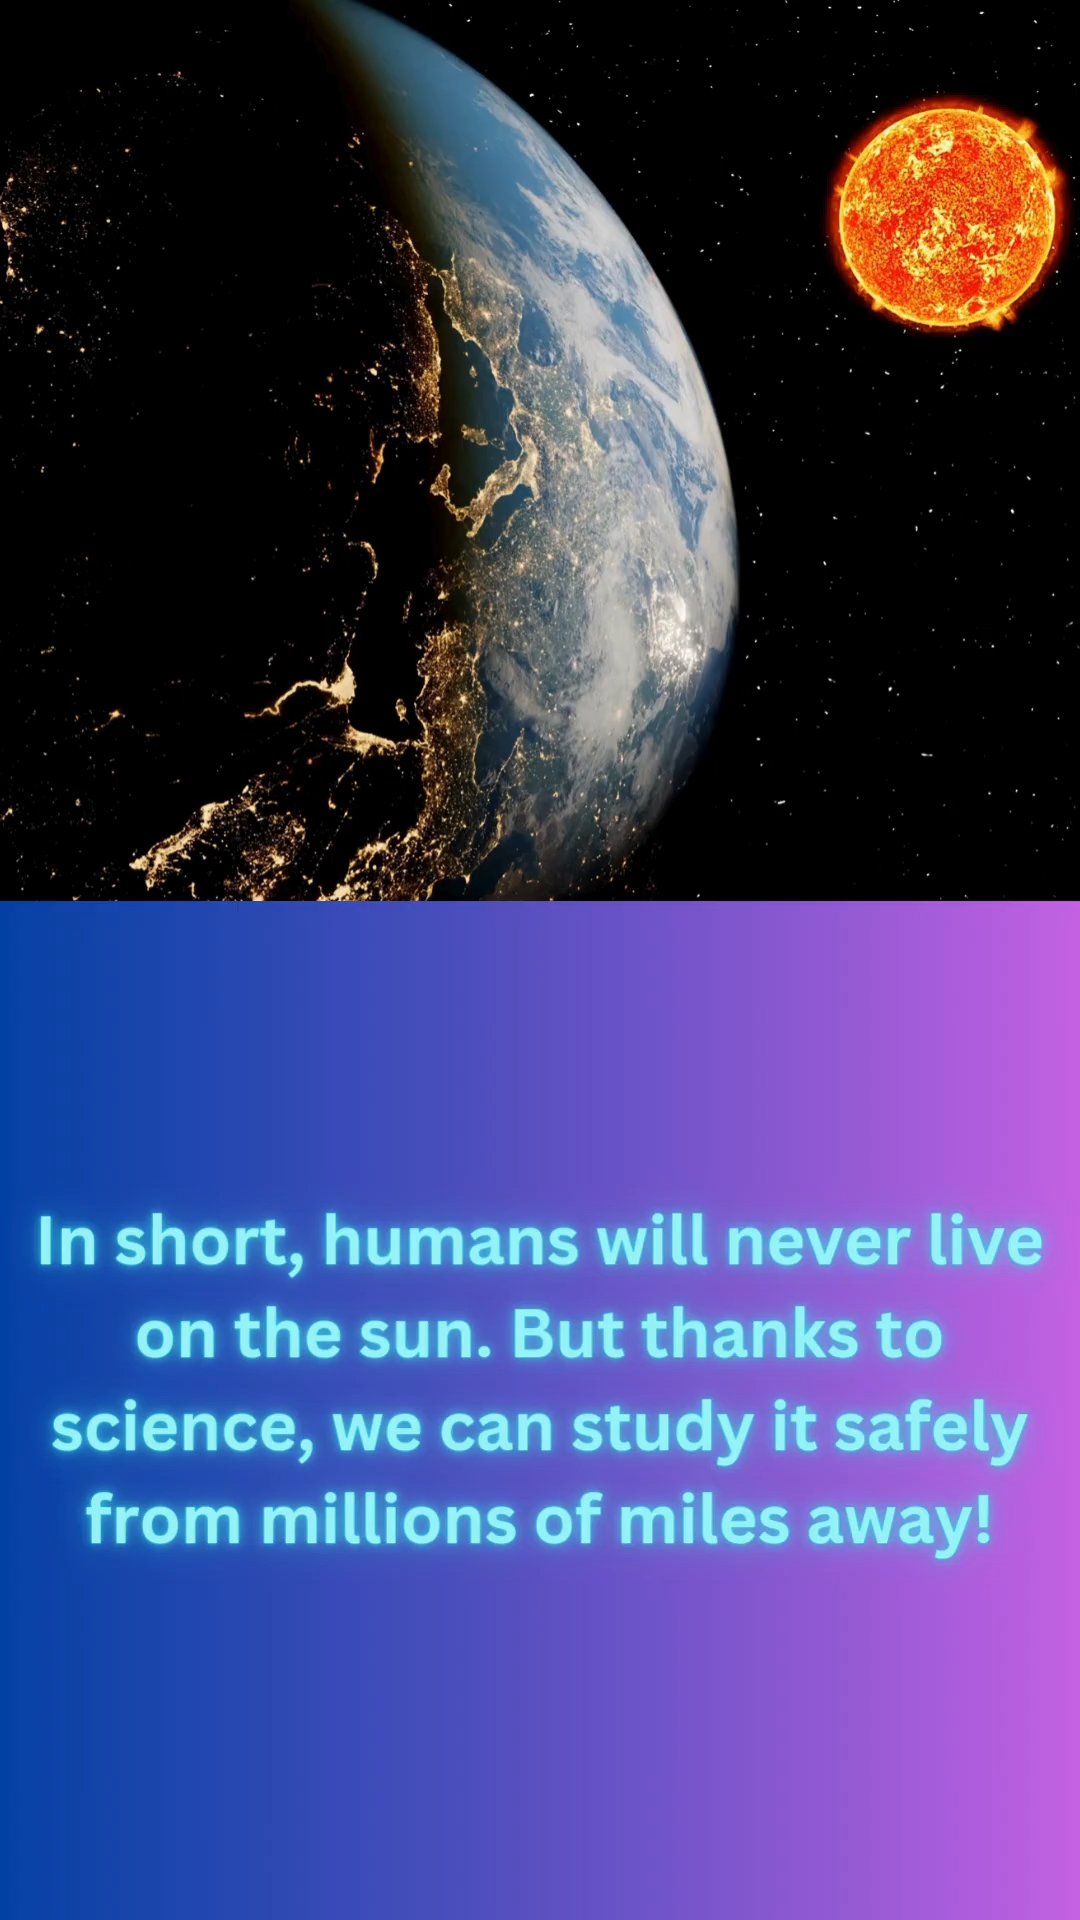 In short, humans will never live
on the sun. But thanks to
science, we can study it safely
from millions of miles away!